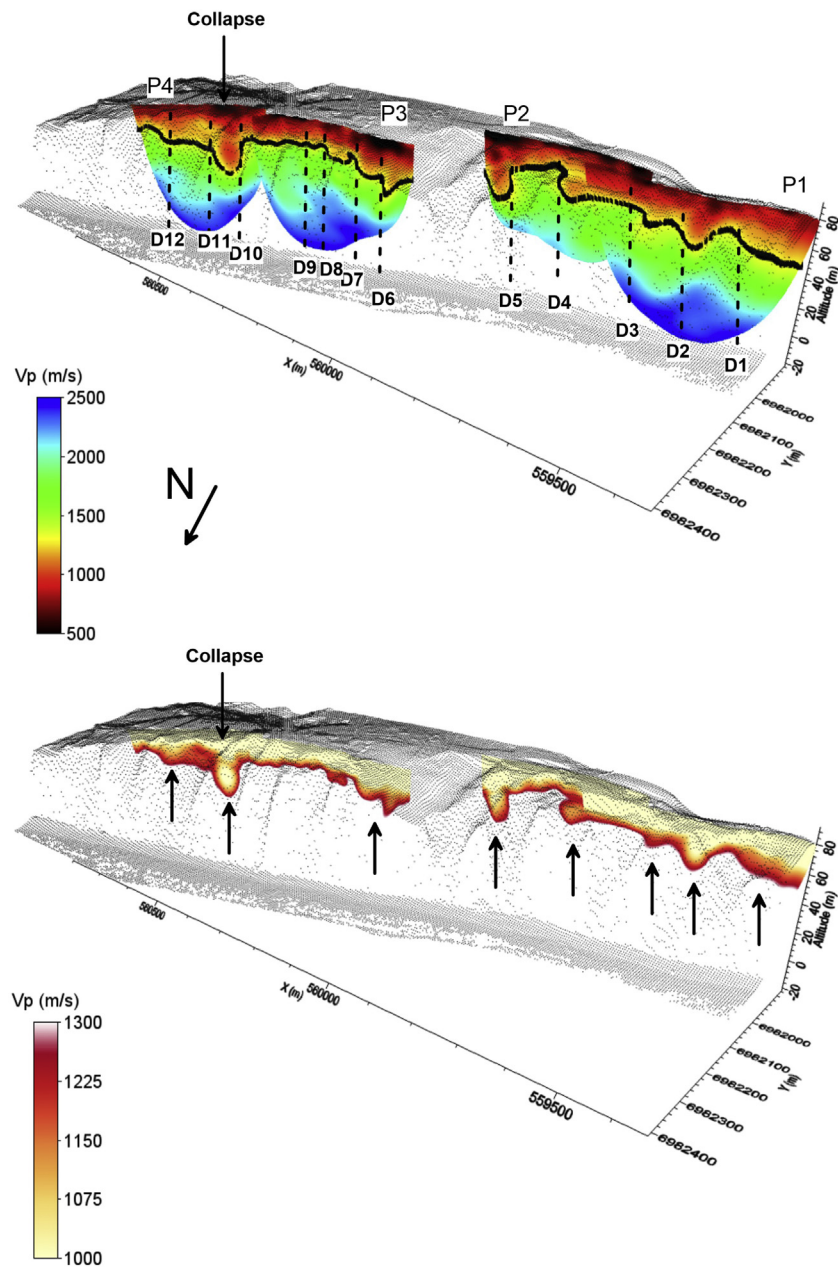 Collapse
P4
P3
P2
P1
D12
D11
D10
D9
D8
D7
D6
D5
D4
D3
D2
D1
80
60
40
20
0
-20
Altitude (m)
560500
560000
559500
X (m)
6982000
6982100
6982200
6982300
6982400
Y (m)
Vp (m/s)
2500
2000
1500
1000
500
N
Collapse
80
60
40
20
0
-20
Altitude (m)
560500
560000
559500
X (m)
6982000
6982100
6982200
6982300
6982400
Y (m)
Vp (m/s)
1300
1225
1150
1075
1000